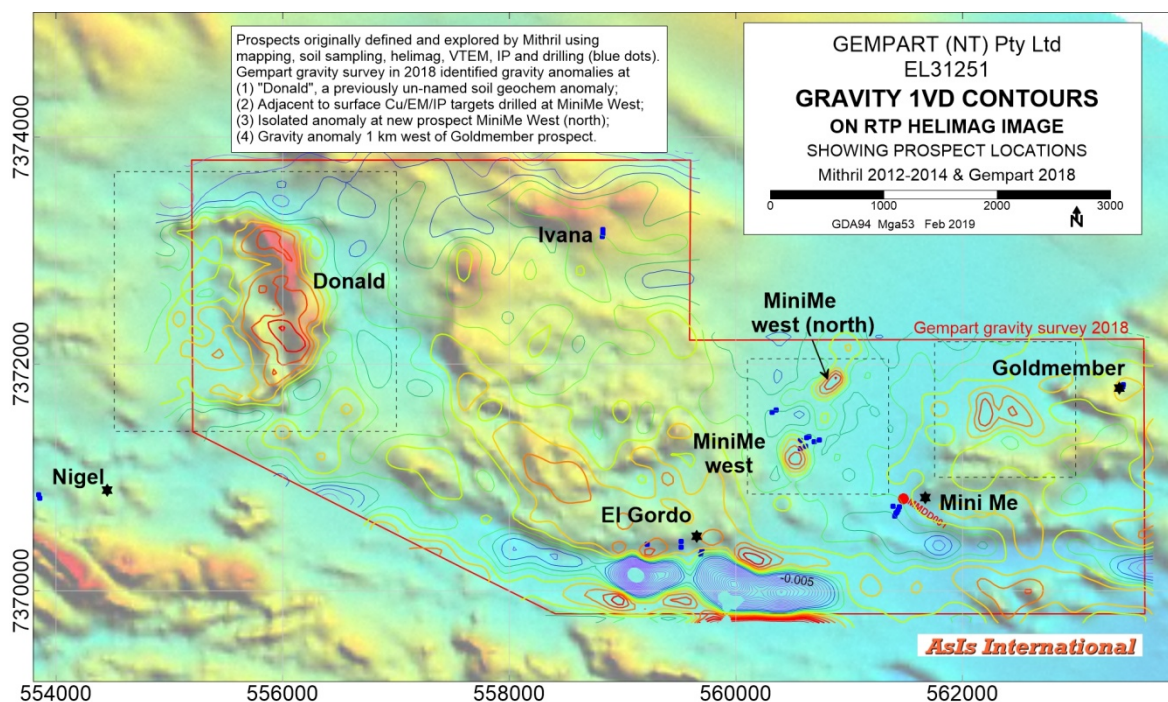 Prospects originally defined and explored by Mithril using
mapping, soil sampling, helimag, VTEM, IP and drilling (blue dots).
Gempart gravity survey in 2018 identified gravity anomalies at
(1) "Donald", a previously un-named soil geochem anomaly;
(2) Adjacent to surface Cu/EM/IP targets drilled at MiniMe West;
(3) Isolated anomaly at new prospect MiniMe West (north);
(4) Gravity anomaly 1 km west of Goldmember prospect.
GEMPART (NT) Pty Ltd
EL31251
GRAVITY 1VD CONTOURS
ON RTP HELIMAG IMAGE
SHOWING PROSPECT LOCATIONS
Mithril 2012-2014 & Gempart 2018
0 1000 2000 3000
GDA94 Mga53 Feb 2019
N
7374000
Ivana
Donald
MiniMe
west (north)
Gempart gravity survey 2018
7372000
Goldmember
MiniMe
west
Nigel
MMDD001
Mini Me
El Gordo
-0.005
7370000
AsIs International
554000 556000 558000 560000 562000